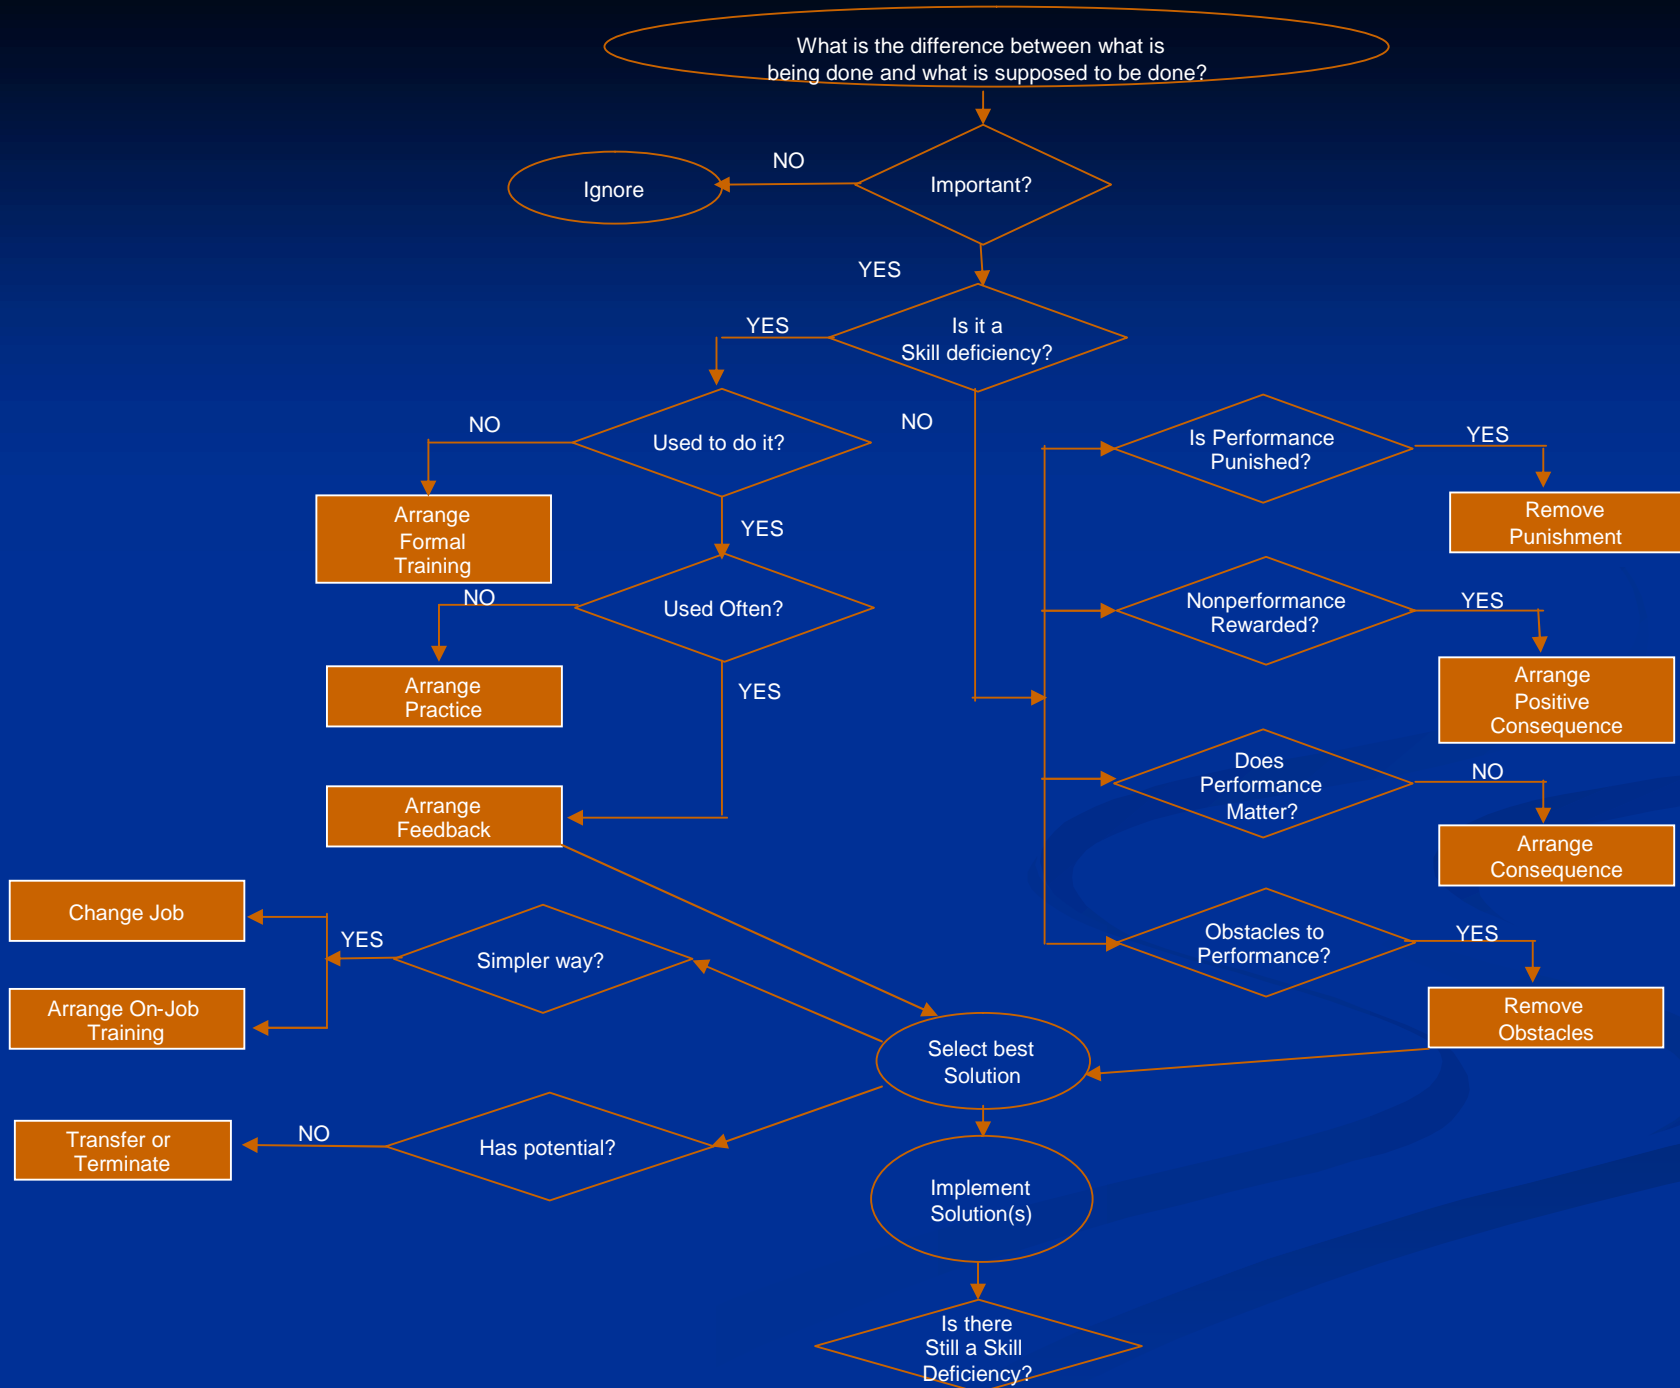 What is the difference between what is
being done and what is supposed to be done?
NO
Important?
Ignore
YES
Is it a
Skill deficiency?
YES
NO
Used to do it?
NO
Arrange
Formal
Training
YES
Used Often?
NO
Arrange
Practice
YES
Arrange
Feedback
Is Performance
Punished?
YES
Remove
Punishment
Nonperformance
Rewarded?
YES
Arrange
Positive
Consequence
Does
Performance
Matter?
NO
Arrange
Consequence
Obstacles to
Performance?
YES
Remove
Obstacles
Change Job
YES
Simpler way?
Arrange On-Job
Training
Select best
Solution
Transfer or
Terminate
NO
Has potential?
Implement
Solution(s)
Is there
Still a Skill
Deficiency?